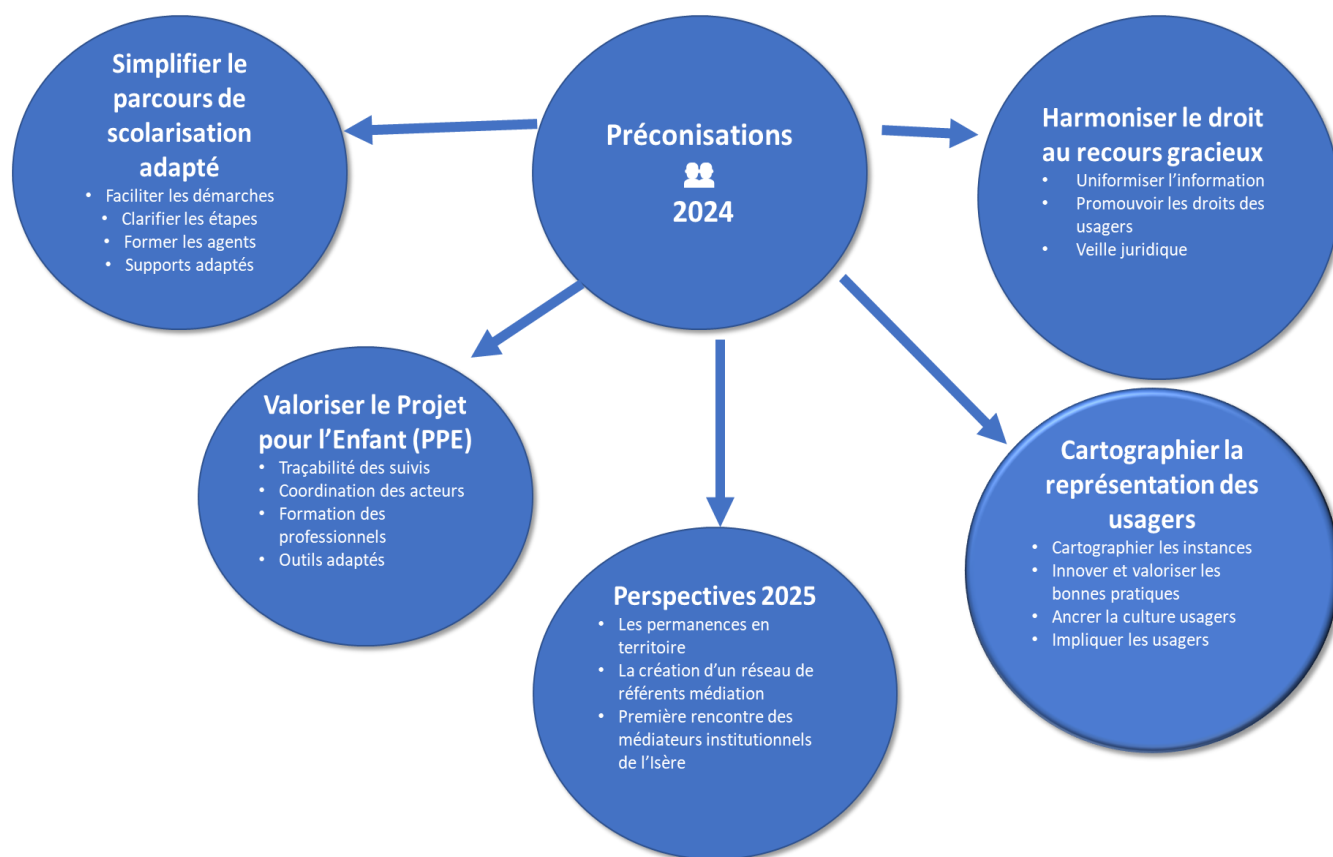 Simplifier le
parcours de
scolarisation
adapté
• Faciliter les démarches
• Clarifier les étapes
• Former les agents
• Supports adaptés
Préconisations
2024
Harmoniser le droit
au recours gracieux
• Uniformiser l’information
• Promouvoir les droits des
usagers
• Veille juridique
Valoriser le Projet
pour l’Enfant (PPE)
• Traçabilité des suivis
• Coordination des acteurs
• Formation des
professionnels
• Outils adaptés
Perspectives 2025
• Les permanences en
territoire
• La création d’un réseau de
référents médiation
• Première rencontre des
médiateurs institutionnels
de l’Isère
Cartographier la
représentation des
usagers
• Cartographier les instances
• Innover et valoriser les
bonnes pratiques
• Ancrer la culture usagers
• Impliquer les usagers